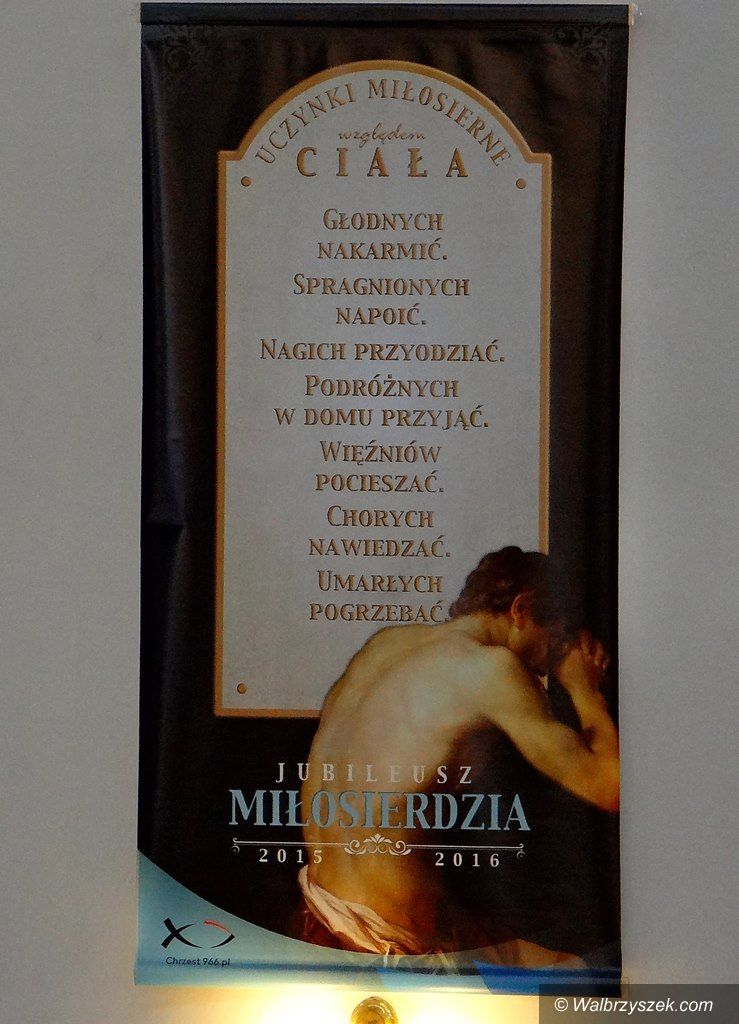 UCZYNKI MIŁOSIERNE
względem
CIAŁA
GŁODNYCH
NAKARMIĆ.
SPRAGNIONYCH
NAPOIĆ.
NAGICH PRZYODZIAĆ.
PODRÓŻNYCH
W DOMU PRZYJĄĆ.
WIĘŹNIÓW
POCIESZAĆ.
CHORYCH
NAWIEDZAĆ.
UMARŁYCH
POGRZEBAĆ.
JUBILEUSZ
MIŁOSIERDZIA
2015 2016
Chrzest966.pl
© Walbrzyszek.com